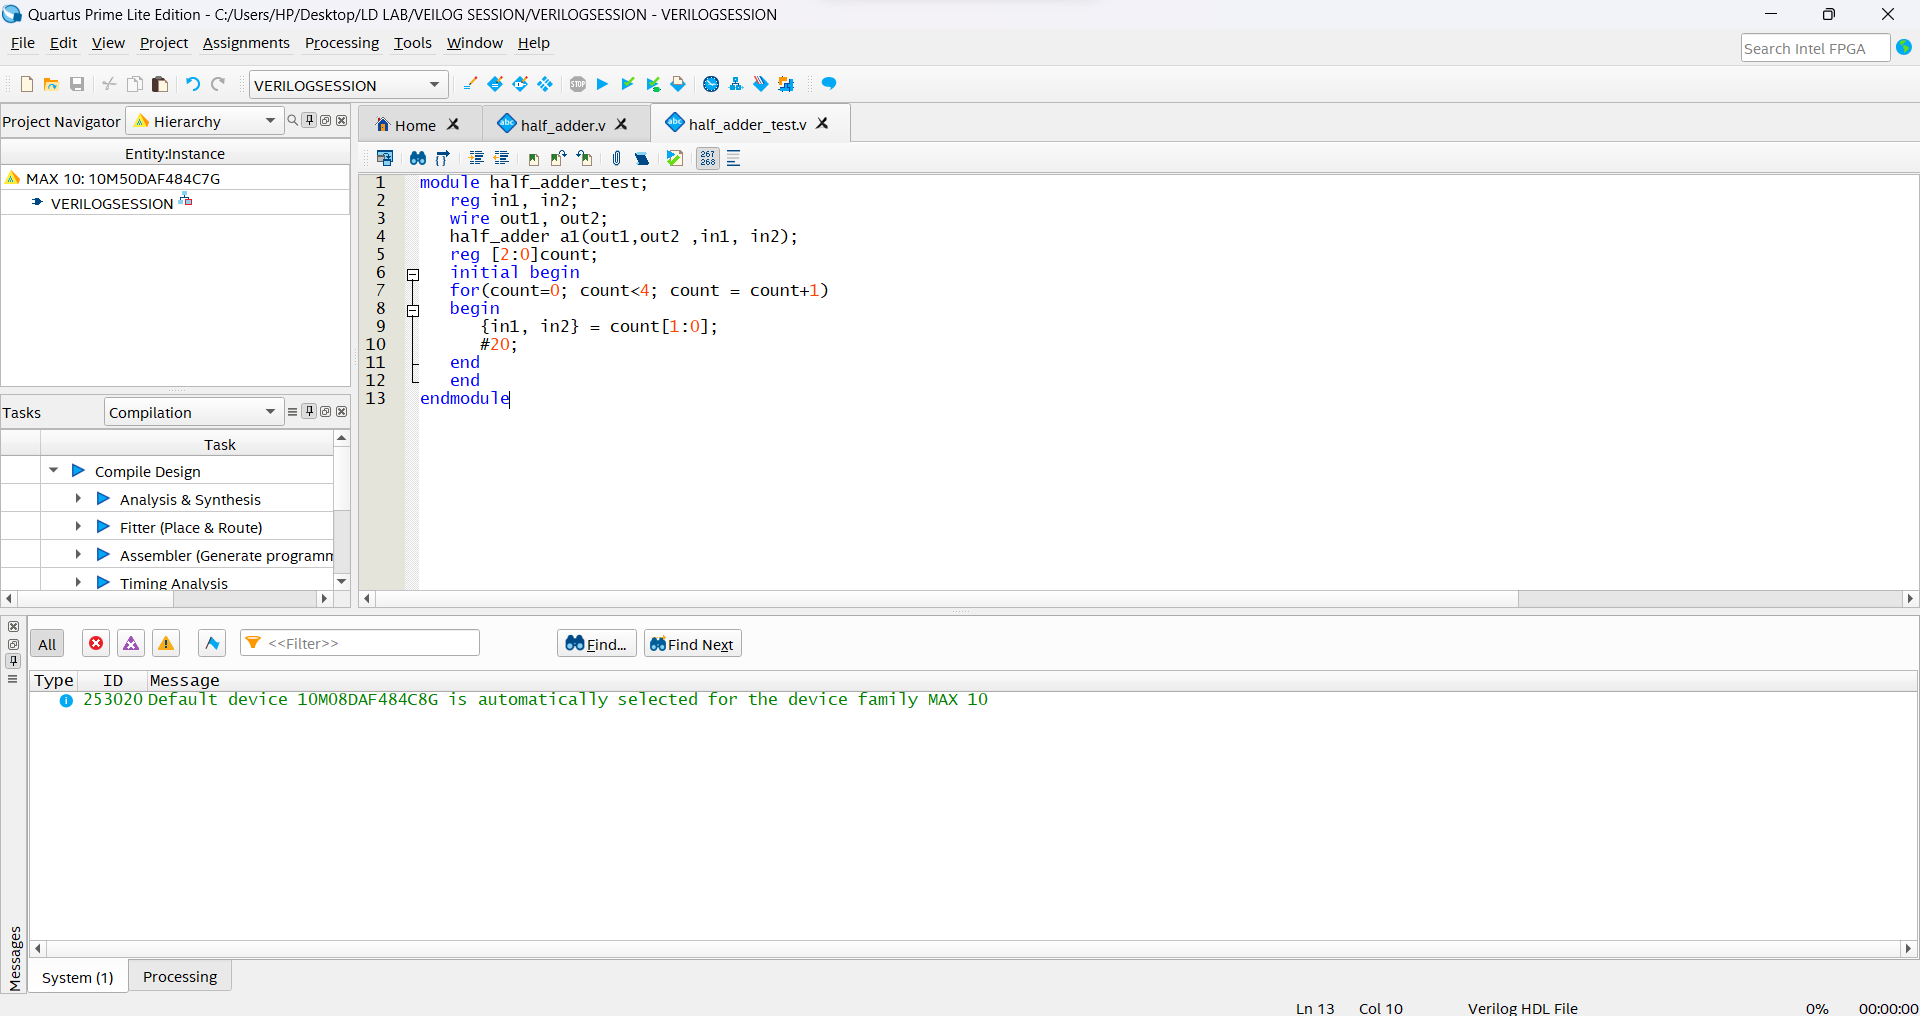 Quartus Prime Lite Edition - C:/Users/HP/Desktop/LD LAB/VEILOG SESSION/VERILOGSESSION - VERILOGSESSION
File Edit View Project Assignments Processing Tools Window Help
Search Intel FPGA
VERILOGSESSION
STOP
Project Navigator Hierarchy
Entity:Instance
MAX 10: 10M50DAF484C7G
VERILOGSESSION
Tasks Compilation
Task
Compile Design
Analysis & Synthesis
Fitter (Place & Route)
Assembler (Generate programm
Timing Analysis
Home
abc half_adder.v
abc half_adder_test.v
267
268
1 module half_adder_test;
2 reg in1, in2;
3 wire out1, out2;
4 half_adder a1(out1,out2 ,in1, in2);
5 reg [2:0]count;
6 initial begin
7 for(count=0; count<4; count = count+1)
8 begin
9 {in1, in2} = count[1:0];
10 #20;
11 end
12 end
13 endmodule
All <<Filter>> Find... Find Next
Type ID Message
253020 Default device 10M08DAF484C8G is automatically selected for the device family MAX 10
Messages
System (1) Processing
Ln 13 Col 10 Verilog HDL File 0% 00:00:00